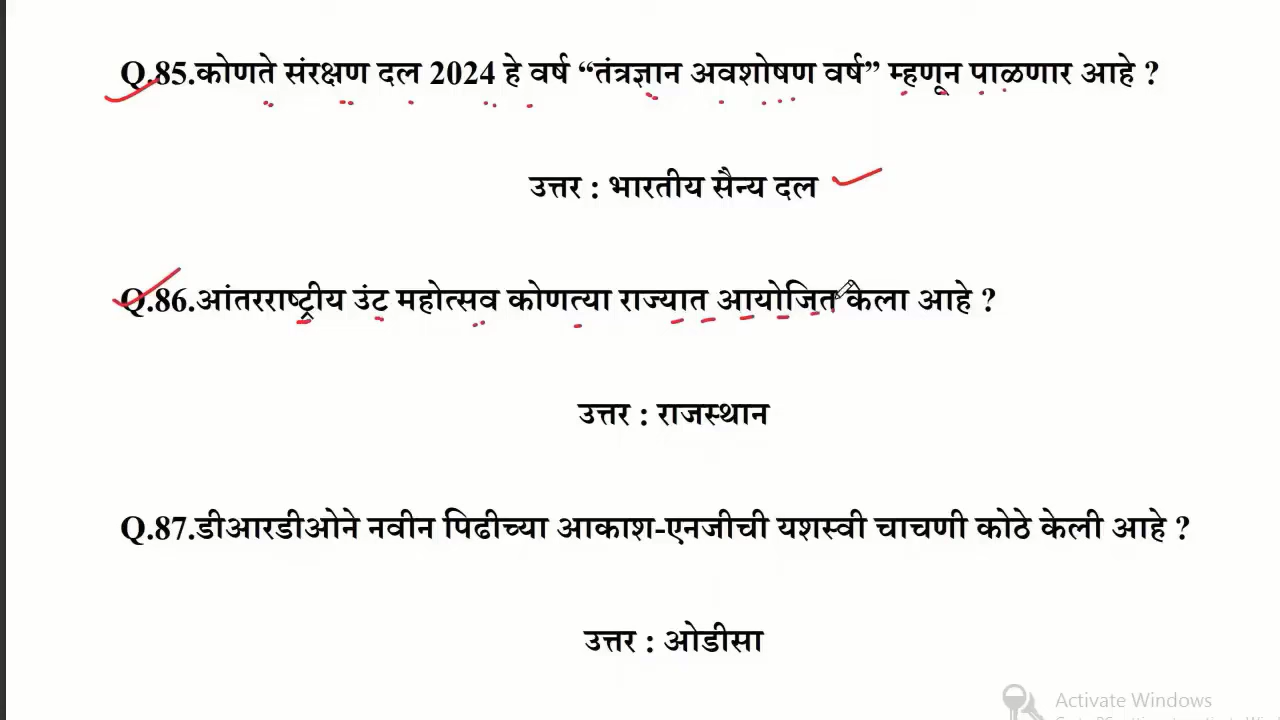 Q.85.कोणते संरक्षण दल 2024 हे वर्ष “तंत्रज्ञान अवशोषण वर्ष” म्हणून पाळणार आहे ?
उत्तर : भारतीय सैन्य दल
Q.86.आंतरराष्ट्रीय उंट महोत्सव कोणत्या राज्यात आयोजित केला आहे ?
उत्तर : राजस्थान
Q.87.डीआरडीओने नवीन पिढीच्या आकाश-एनजीची यशस्वी चाचणी कोठे केली आहे ?
उत्तर : ओडीसा
Activate Windows